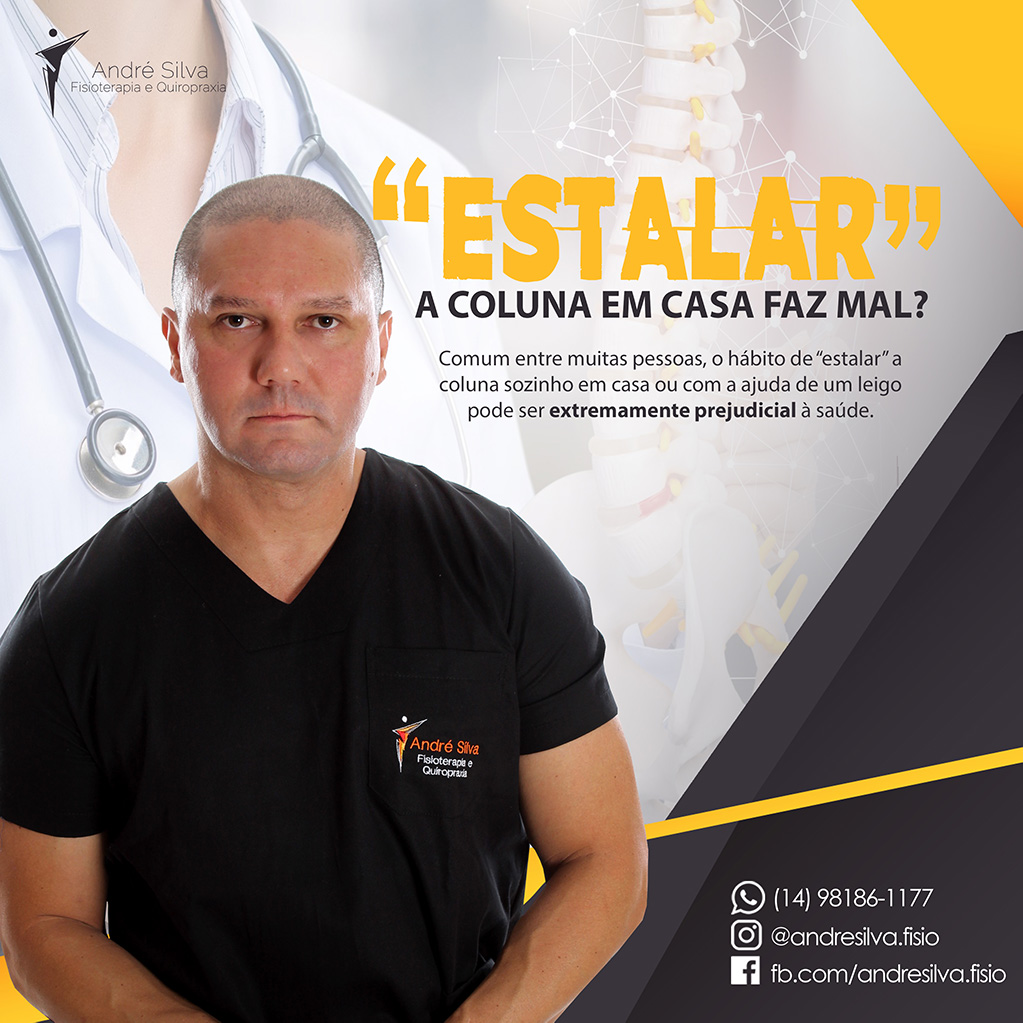 André Silva
Fisioterapia e Quiropraxia
“ESTALAR”
A COLUNA EM CASA FAZ MAL?
Comum entre muitas pessoas, o hábito de “estalar” a
coluna sozinho em casa ou com a ajuda de um leigo
pode ser extremamente prejudicial à saúde.
André Silva
Fisioterapia e
Quiropraxia
(14) 98186-1177
@andresilva.fisio
fb.com/andresilva.fisio